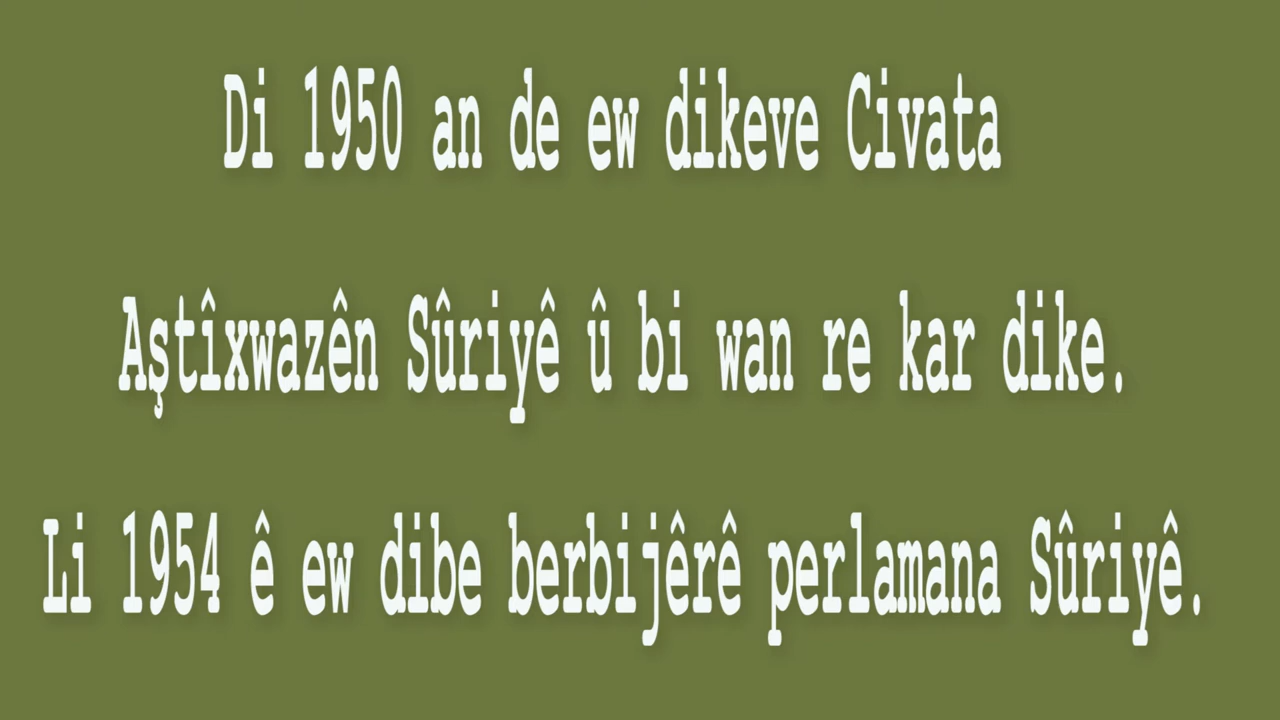 Di 1950 an de ew dikeve Civata
Aştîxwazên Sûriyê û bi wan re kar dike.
Li 1954 ê ew dibe berbijêrê perlamana Sûriyê.